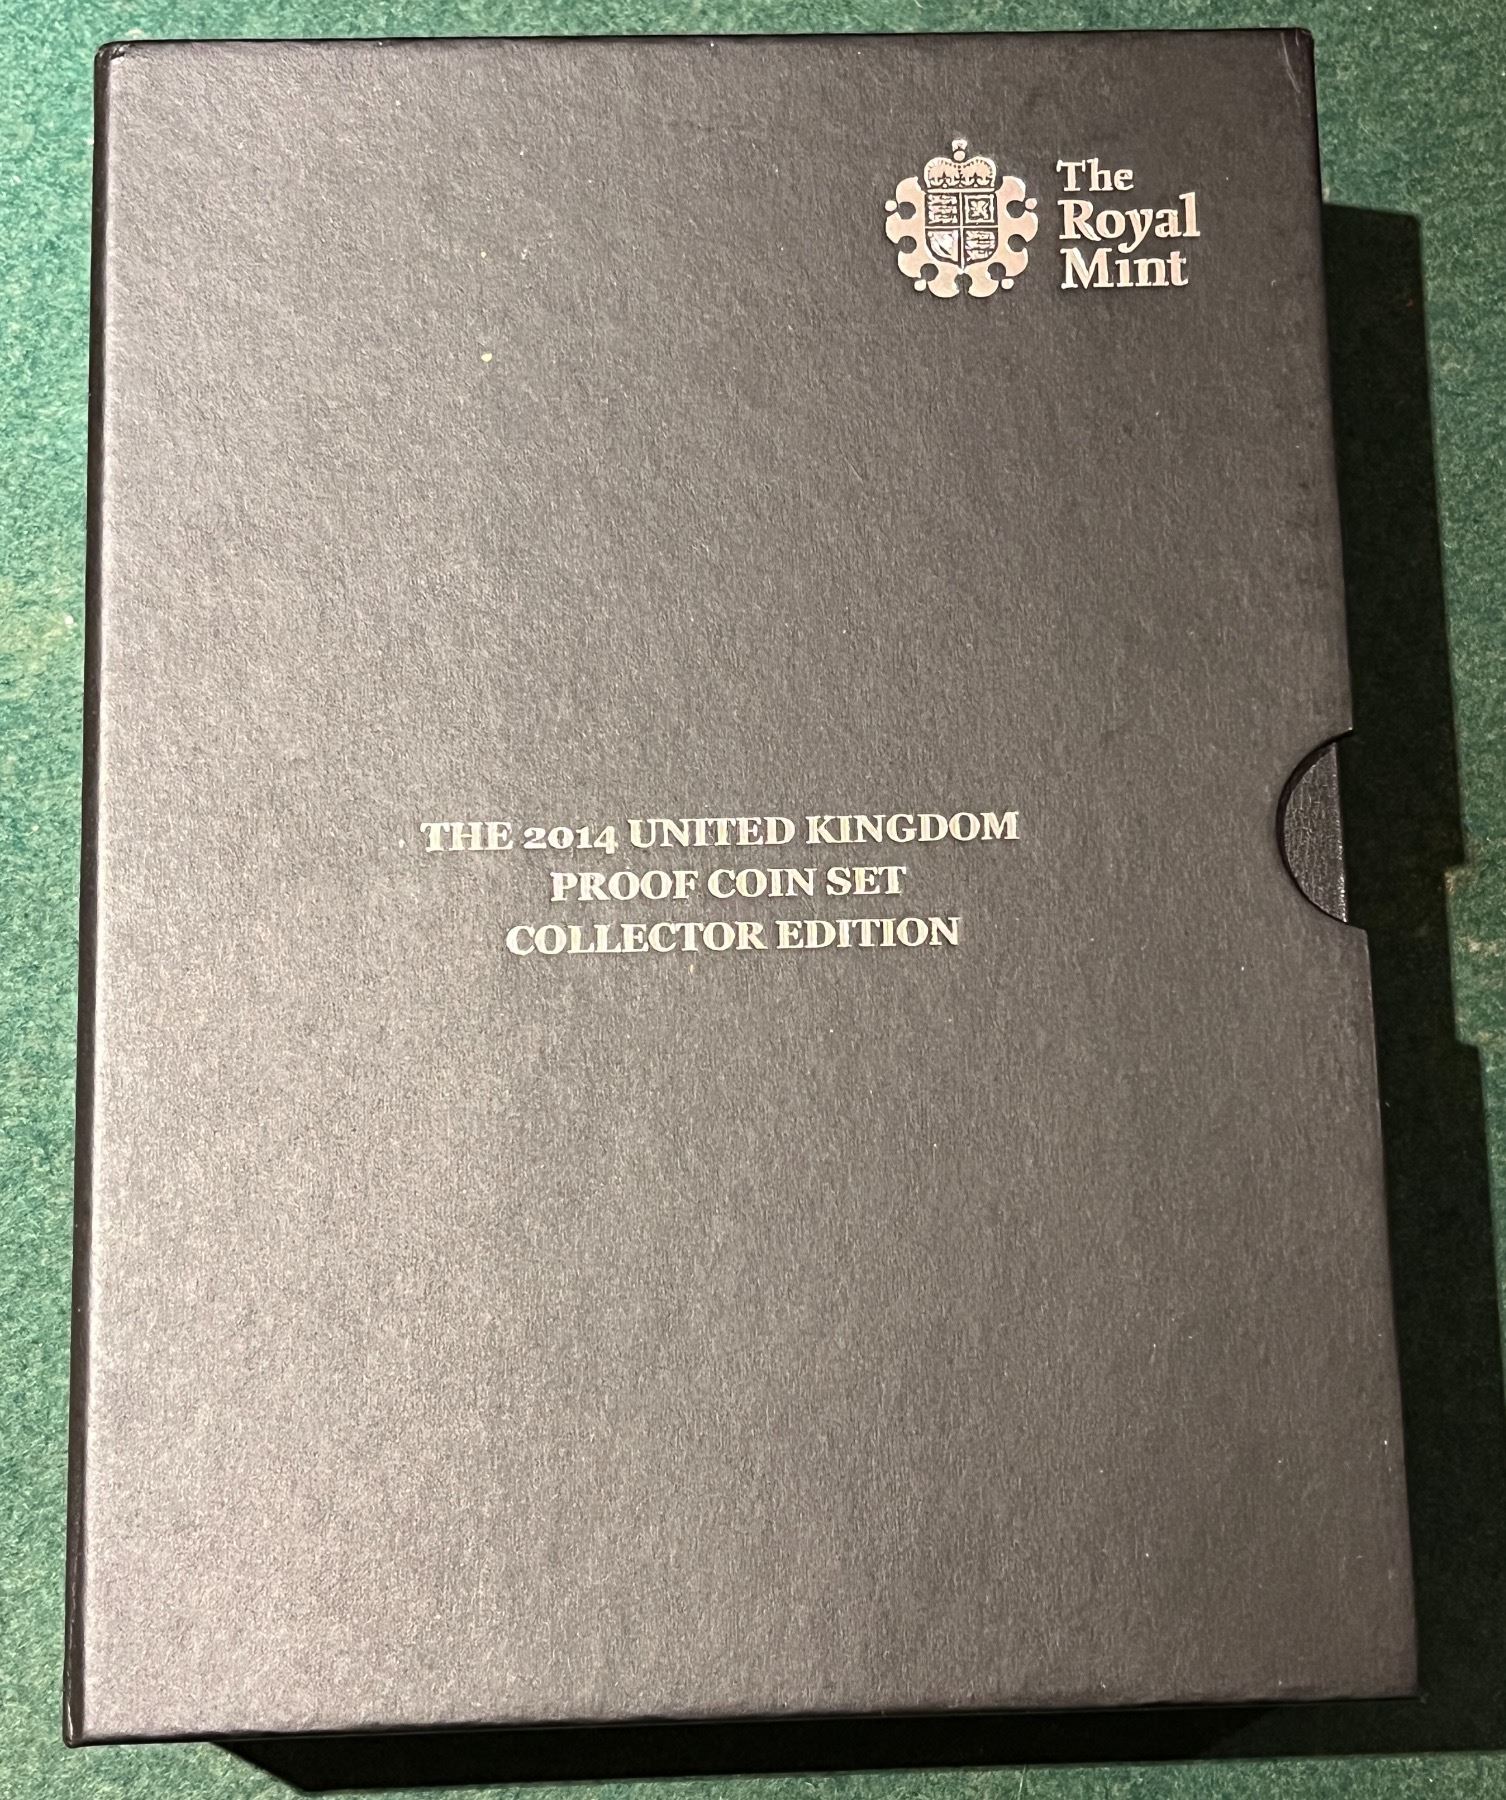 The
Royal
Mint
THE 2014 UNITED KINGDOM
PROOF COIN SET
COLLECTOR EDITION